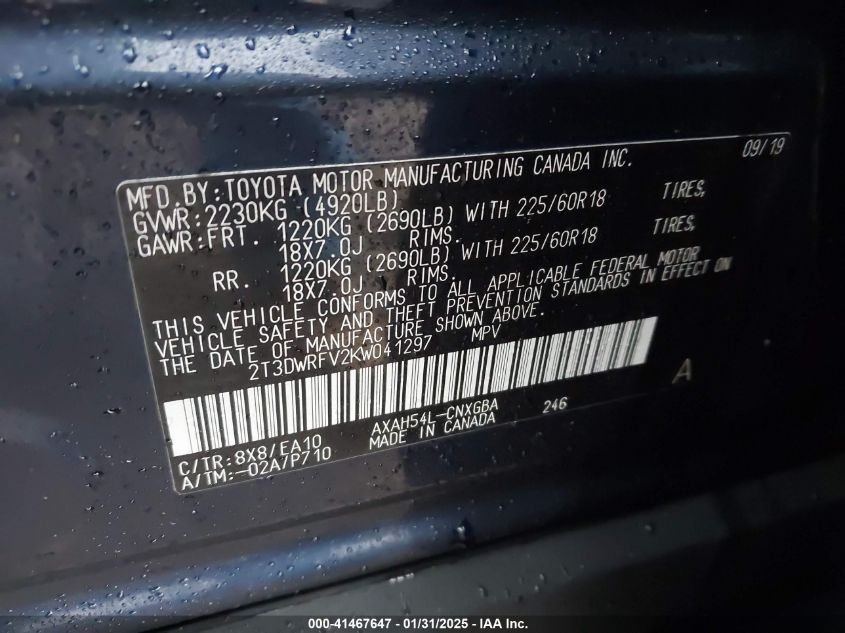 MFD.BY:TOYOTA MOTOR MANUFACTURING CANADA INC. 09/19
GVWR:2230KG (4920LB)
GAWR:FRT. 1220KG (2690LB) WITH 225/60R18 TIRES,
18X7.0J RIMS.
RR. 1220KG (2690LB) WITH 225/60R18 TIRES,
18X7.0J RIMS.
THIS VEHICLE CONFORMS TO ALL APPLICABLE FEDERAL MOTOR
VEHICLE SAFETY AND THEFT PREVENTION STANDARDS IN EFFECT ON
THE DATE OF MANUFACTURE SHOWN ABOVE.
2T3DWRFV2KW041297 MPV
A
AXAH54L-CNXGBA 246
C/TR:8X8/EA10 MADE IN CANADA
A/TM:-02A/P710
000-41467647 - 01/31/2025 - IAA Inc.